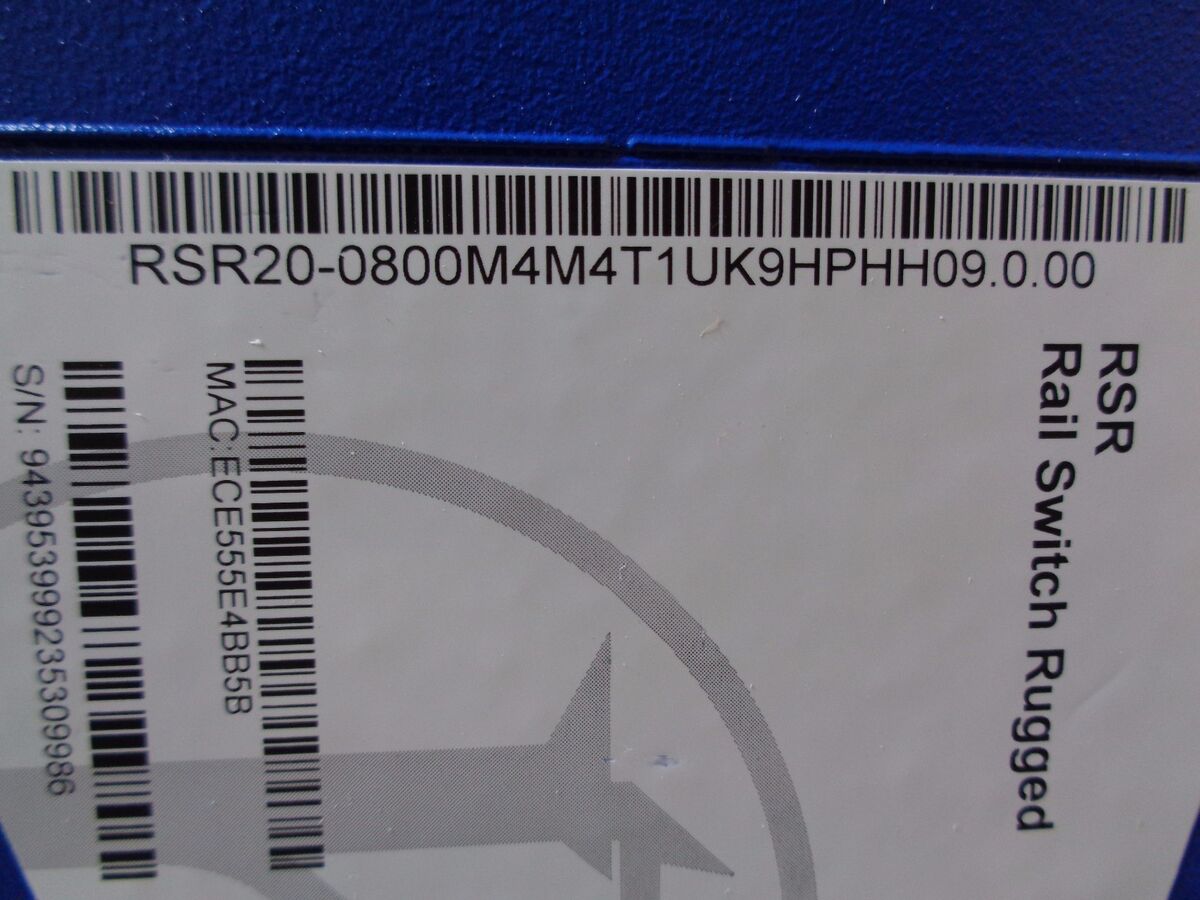 RSR20-0800M4M4T1UK9HPHH09.0.00
RSR
Rail Switch Rugged
MAC:ECE555E4BB5B
S/N: 943953999235309986